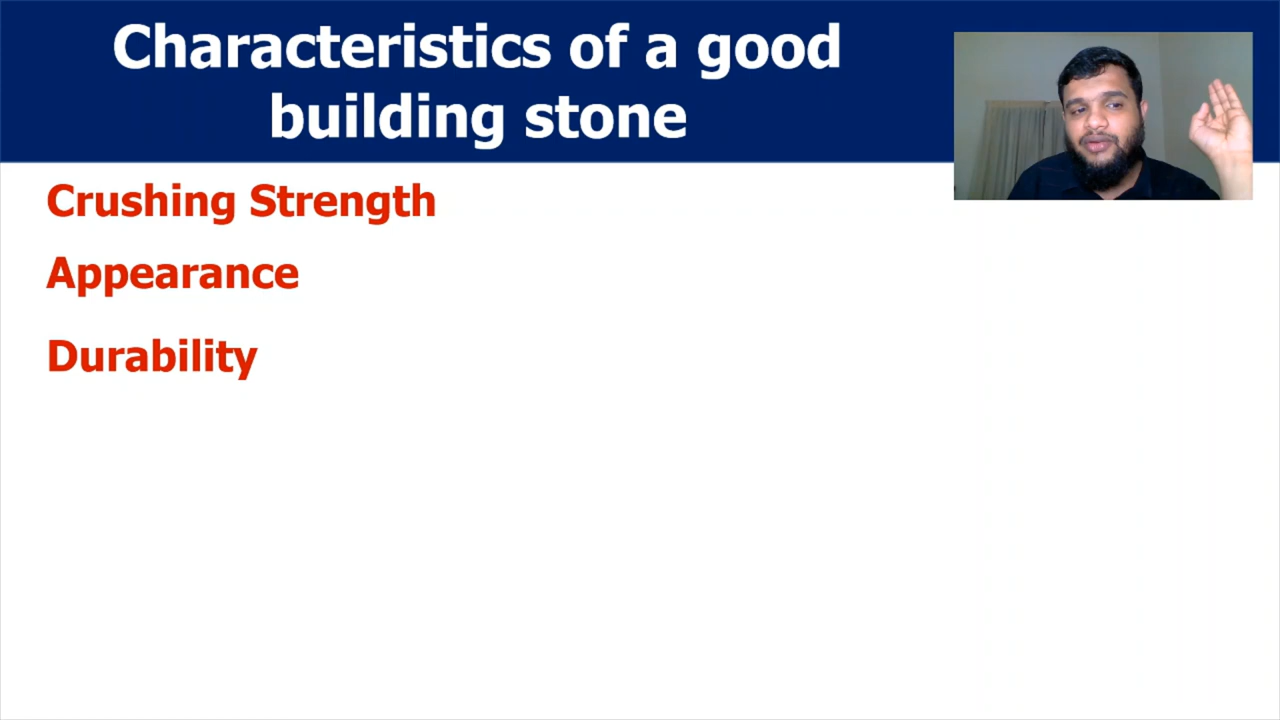 Characteristics of a good
building stone
Crushing Strength
Appearance
Durability